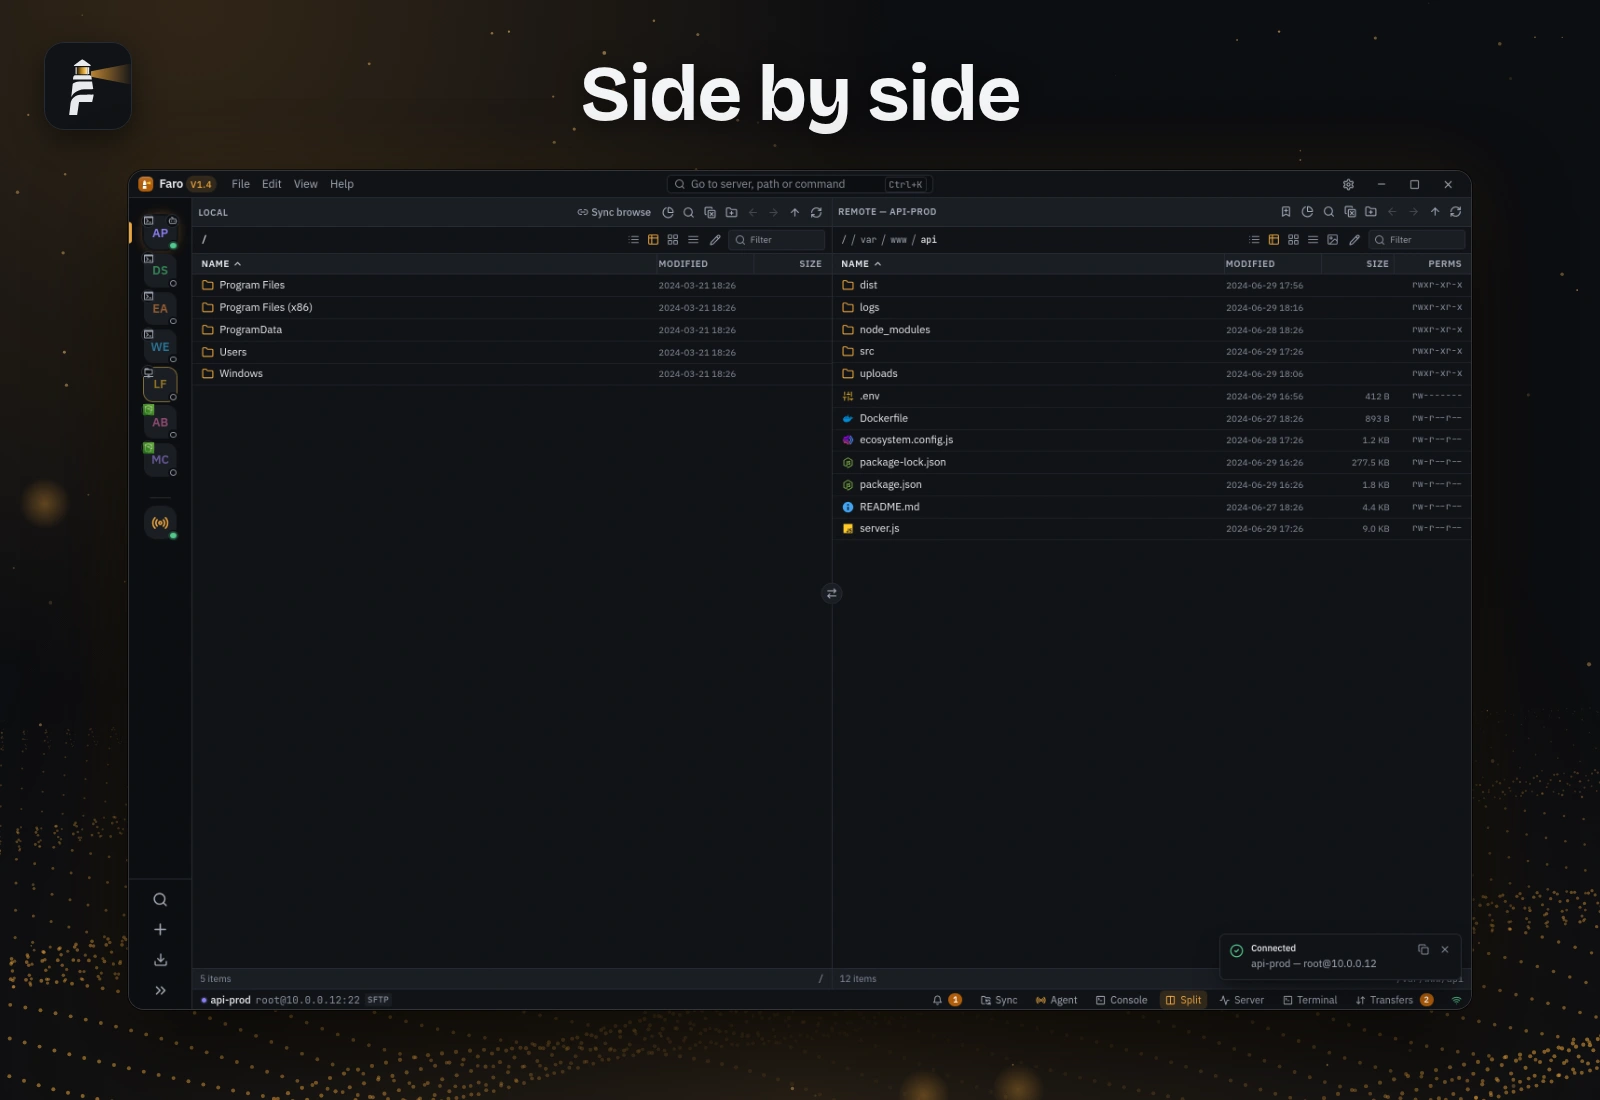 Side by side
Faro V1.4 File Edit View Help Go to server, path or command Ctrl+K
LOCAL Sync browse
/ Filter
NAME MODIFIED SIZE
Program Files 2024-03-21 18:26
Program Files (x86) 2024-03-21 18:26
ProgramData 2024-03-21 18:26
Users 2024-03-21 18:26
Windows 2024-03-21 18:26
5 items /
REMOTE — API-PROD
/ / var / www / api Filter
NAME MODIFIED SIZE PERMS
dist 2024-06-29 17:56 rwxr-xr-x
logs 2024-06-29 18:16 rwxr-xr-x
node_modules 2024-06-28 18:26 rwxr-xr-x
src 2024-06-29 17:26 rwxr-xr-x
uploads 2024-06-29 18:06 rwxr-xr-x
.env 2024-06-29 16:56 412 B rw-------
Dockerfile 2024-06-27 18:26 893 B rw-r--r--
ecosystem.config.js 2024-06-28 17:26 1.2 KB rw-r--r--
package-lock.json 2024-06-29 16:26 277.5 KB rw-r--r--
package.json 2024-06-29 16:26 1.8 KB rw-r--r--
README.md 2024-06-27 18:26 4.4 KB rw-r--r--
server.js 2024-06-29 17:26 9.0 KB rw-r--r--
12 items
AP
DS
EA
WE
LF
AB
MC
Connected
api-prod — root@10.0.0.12
api-prod root@10.0.0.12:22 SFTP 1 Sync Agent Console Split Server Terminal Transfers 2